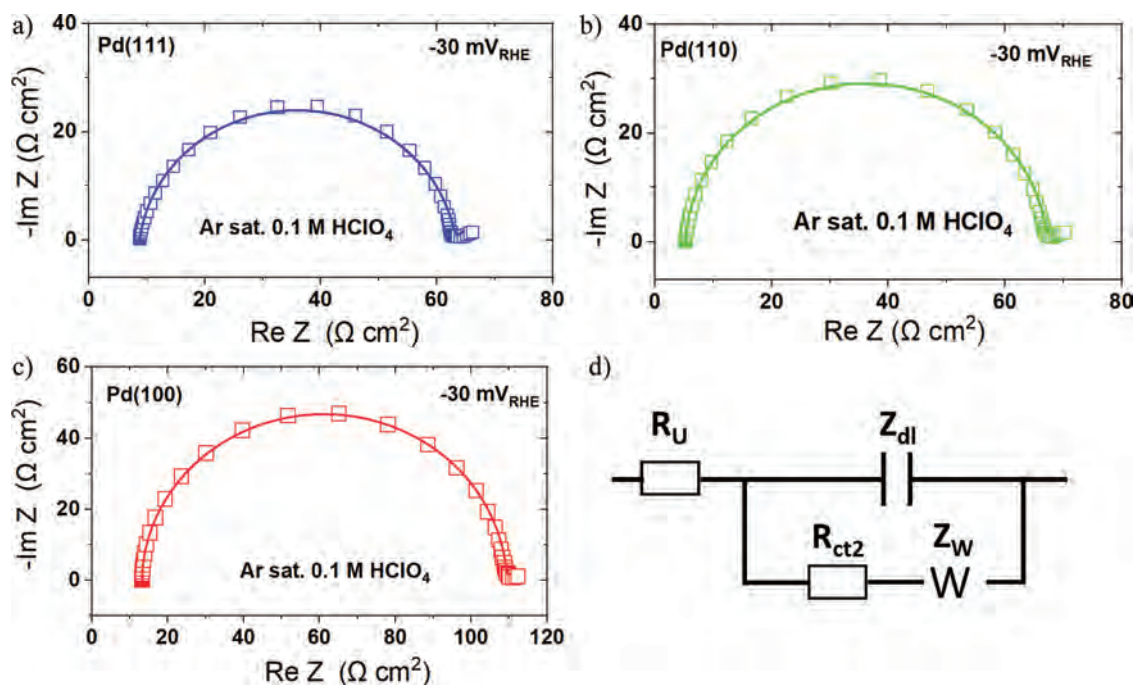 a)
Pd(111)
-30 mV_RHE
Ar sat. 0.1 M HClO₄
-Im Z (Ω cm²)
40
20
0
0 20 40 60 80
Re Z (Ω cm²)
b)
Pd(110)
-30 mV_RHE
Ar sat. 0.1 M HClO₄
-Im Z (Ω cm²)
40
20
0
0 20 40 60 80
Re Z (Ω cm²)
c)
Pd(100)
-30 mV_RHE
Ar sat. 0.1 M HClO₄
-Im Z (Ω cm²)
60
40
20
0
0 20 40 60 80 100 120
Re Z (Ω cm²)
d)
R_U
Z_dl
R_ct2
Z_W
W